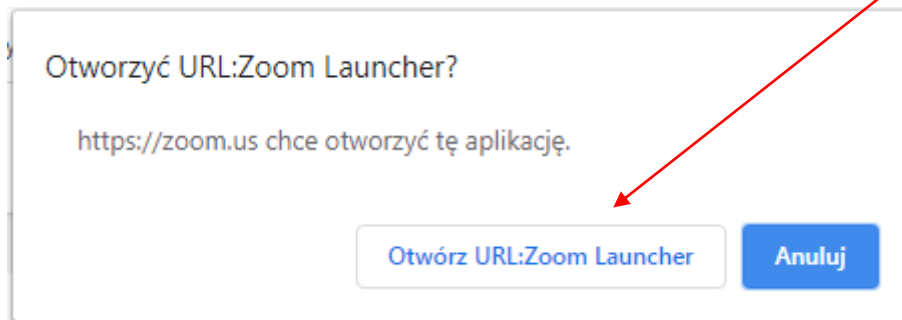 Otworzyć URL:Zoom Launcher?
https://zoom.us chce otworzyć tę aplikację.
Otwórz URL:Zoom Launcher
Anuluj